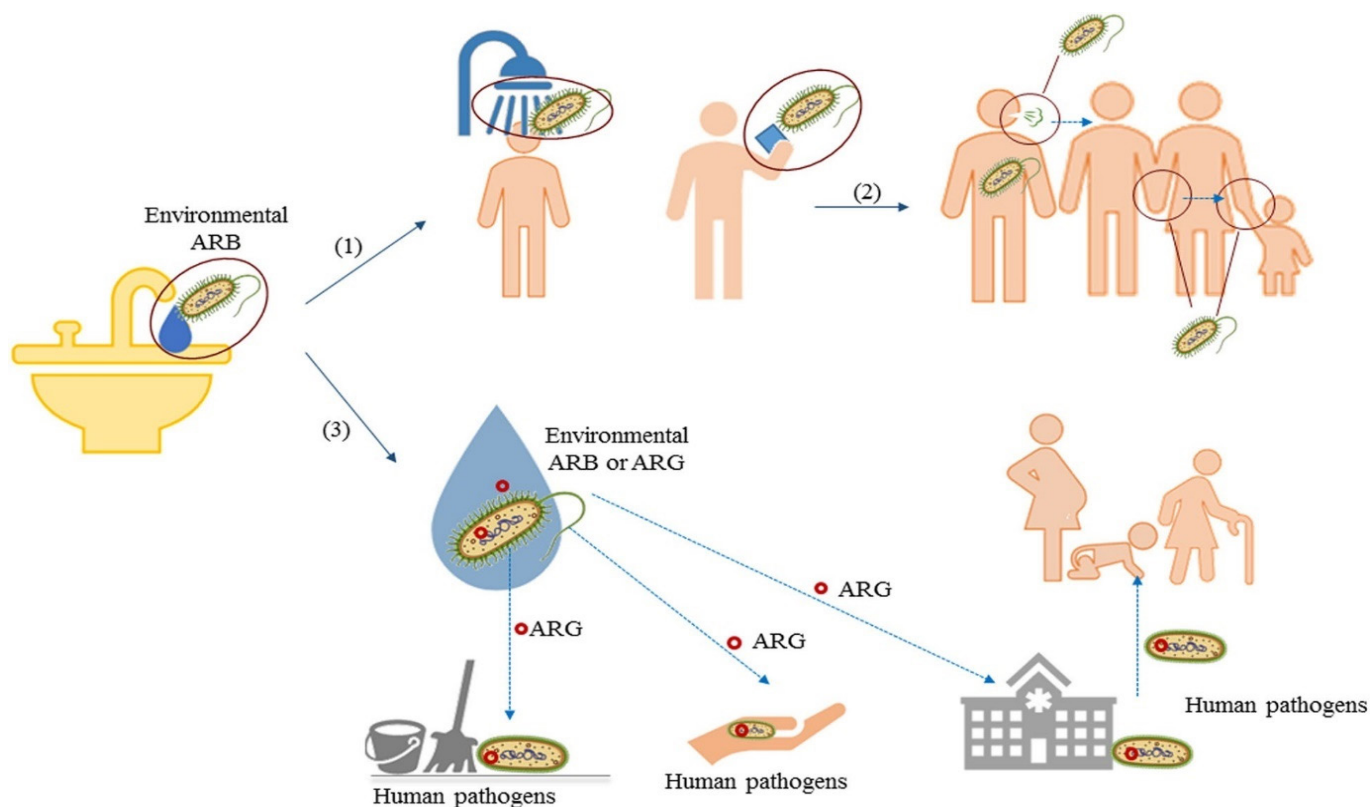 Environmental
ARB
(1)
(2)
(3)
Environmental
ARB or ARG
ARG
ARG
ARG
Human pathogens
Human pathogens
Human pathogens